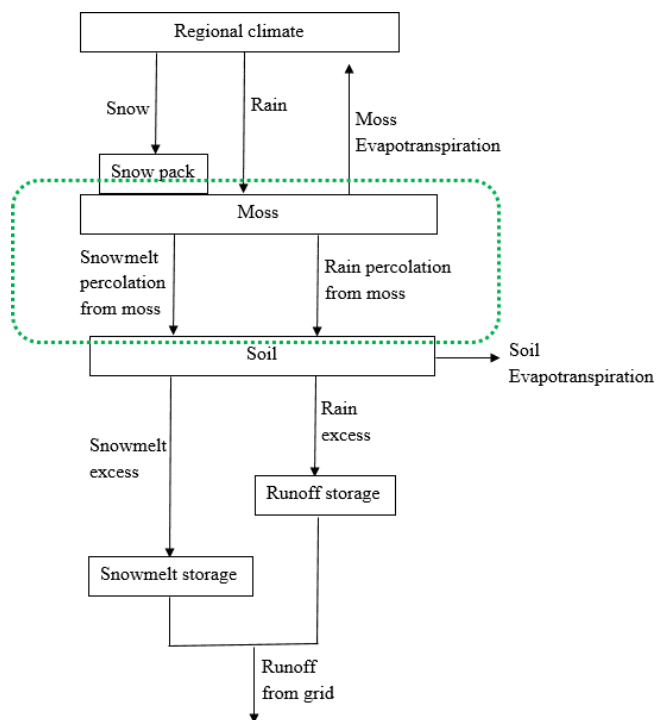 Regional climate
Snow
Rain
Moss
Evapotranspiration
Snow pack
Moss
Snowmelt
percolation
from moss
Rain percolation
from moss
Soil
Soil
Evapotranspiration
Rain
excess
Snowmelt
excess
Runoff storage
Snowmelt storage
Runoff
from grid